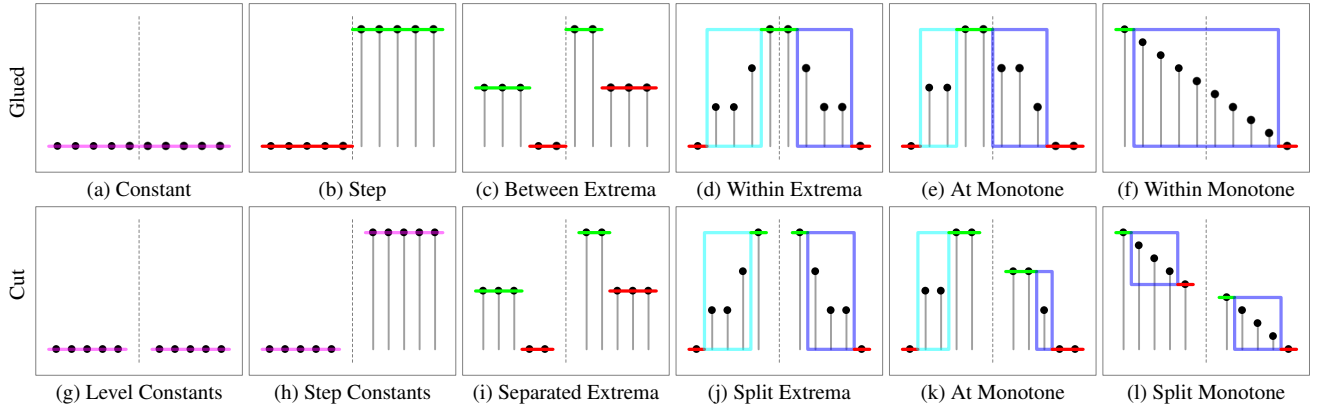 Glued
(a) Constant
(b) Step
(c) Between Extrema
(d) Within Extrema
(e) At Monotone
(f) Within Monotone
Cut
(g) Level Constants
(h) Step Constants
(i) Separated Extrema
(j) Split Extrema
(k) At Monotone
(l) Split Monotone